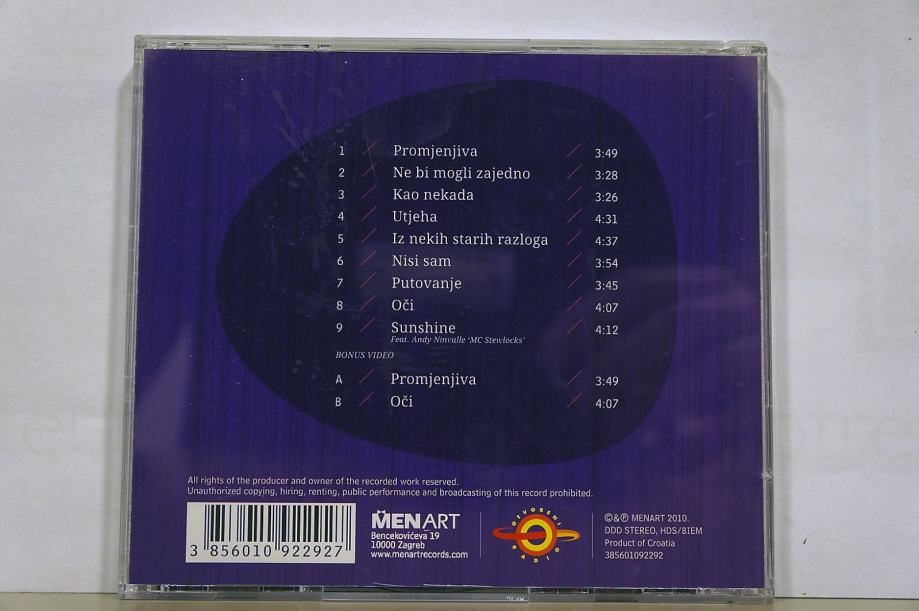 1 / Promjenjiva / 3:49
2 / Ne bi mogli zajedno / 3:28
3 / Kao nekada / 3:26
4 / Utjeha / 4:31
5 / Iz nekih starih razloga / 4:37
6 / Nisi sam / 3:54
7 / Putovanje / 3:45
8 / Oči / 4:07
9 / Sunshine / 4:12
Feat. Andy Ninvalle 'MC Stewlocks'
BONUS VIDEO
A / Promjenjiva / 3:49
B / Oči / 4:07
All rights of the producer and owner of the recorded work reserved.
Unauthorized copying, hiring, renting, public performance and broadcasting of this record prohibited.
3 856010 922927
MENART
Bencekovićeva 19
10000 Zagreb
www.menartrecords.com
OTVORENI
RADIO
©&℗ MENART 2010.
DDD STEREO, HDS/BIEM
Product of Croatia
385601092292